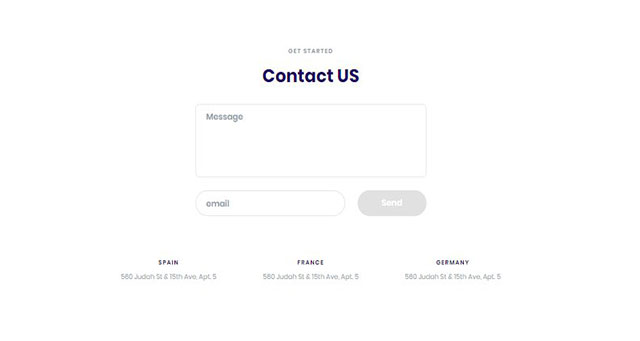 GET STARTED
Contact US
Message
email
Send
SPAIN
FRANCE
GERMANY
580 Judah St & 15th Ave, Apt. 5
580 Judah St & 15th Ave, Apt. 5
580 Judah St & 15th Ave, Apt. 5